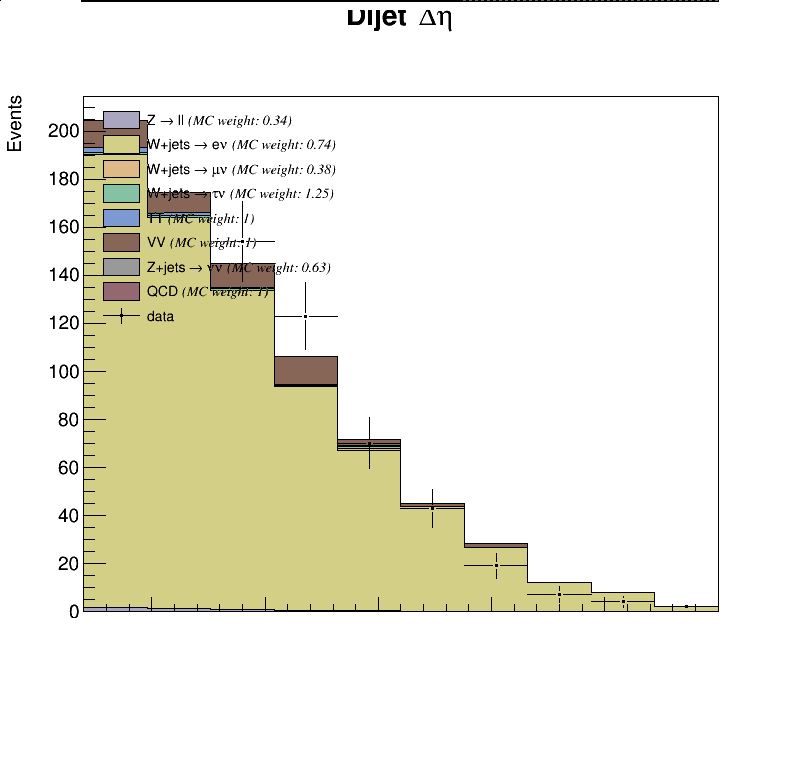 Dijet Δη
Events
Z → ll (MC weight: 0.34)
W+jets → eν (MC weight: 0.74)
W+jets → μν (MC weight: 0.38)
W+jets → τν (MC weight: 1.25)
TT (MC weight: 1)
VV (MC weight: 1)
Z+jets → νν (MC weight: 0.63)
QCD (MC weight: 1)
data
200
180
160
140
120
100
80
60
40
20
0